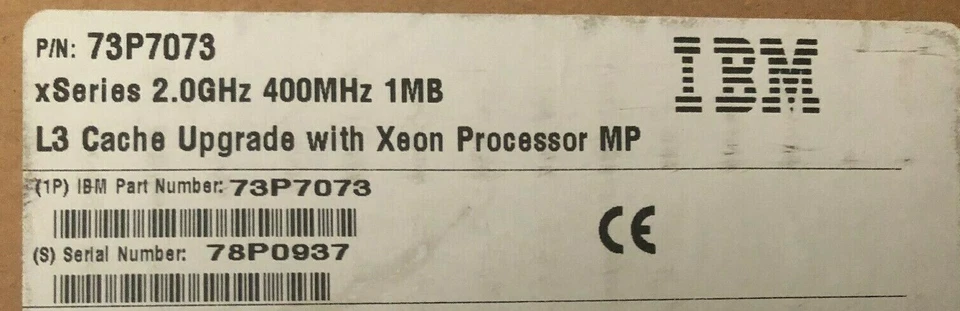 P/N: 73P7073
IBM
xSeries 2.0GHz 400MHz 1MB
L3 Cache Upgrade with Xeon Processor MP
(1P) IBM Part Number: 73P7073
CE
(S) Serial Number: 78P0937